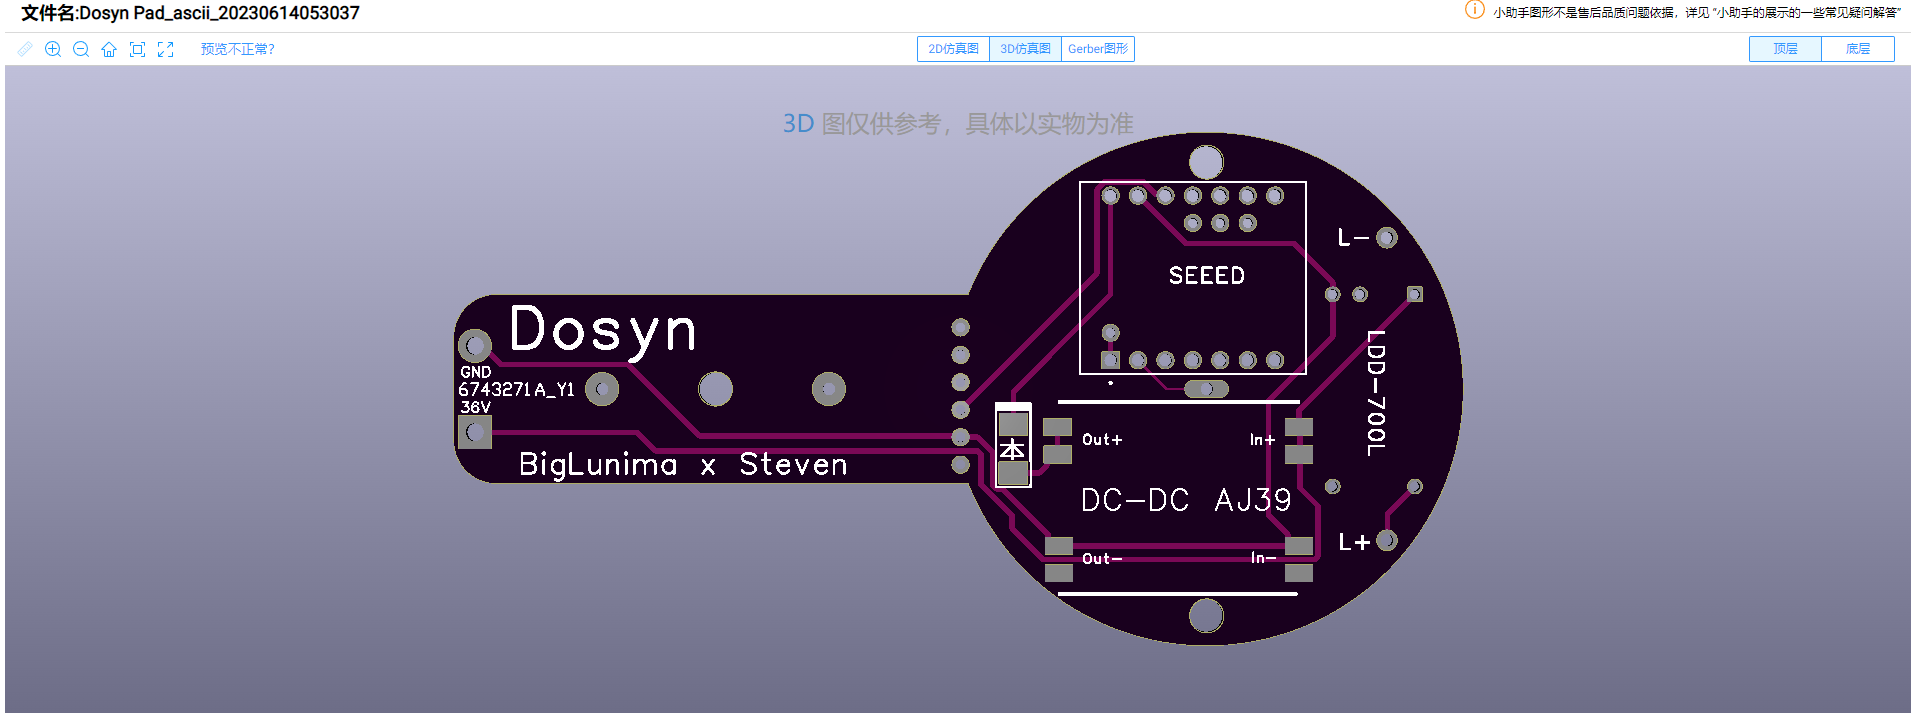 文件名:Dosyn Pad_ascii_20230614053037
小助手图形不是售后品质问题依据，详见 “小助手的展示的一些常见疑问解答”
预览不正常?
2D仿真图 3D仿真图 Gerber图形
顶层 底层
3D 图仅供参考，具体以实物为准
L-
SEEED
Dosyn
GND
6743271A_Y1
36V
LDD-700L
Out+
In+
本
BigLunima x Steven
DC-DC AJ39
L+
Out-
In-